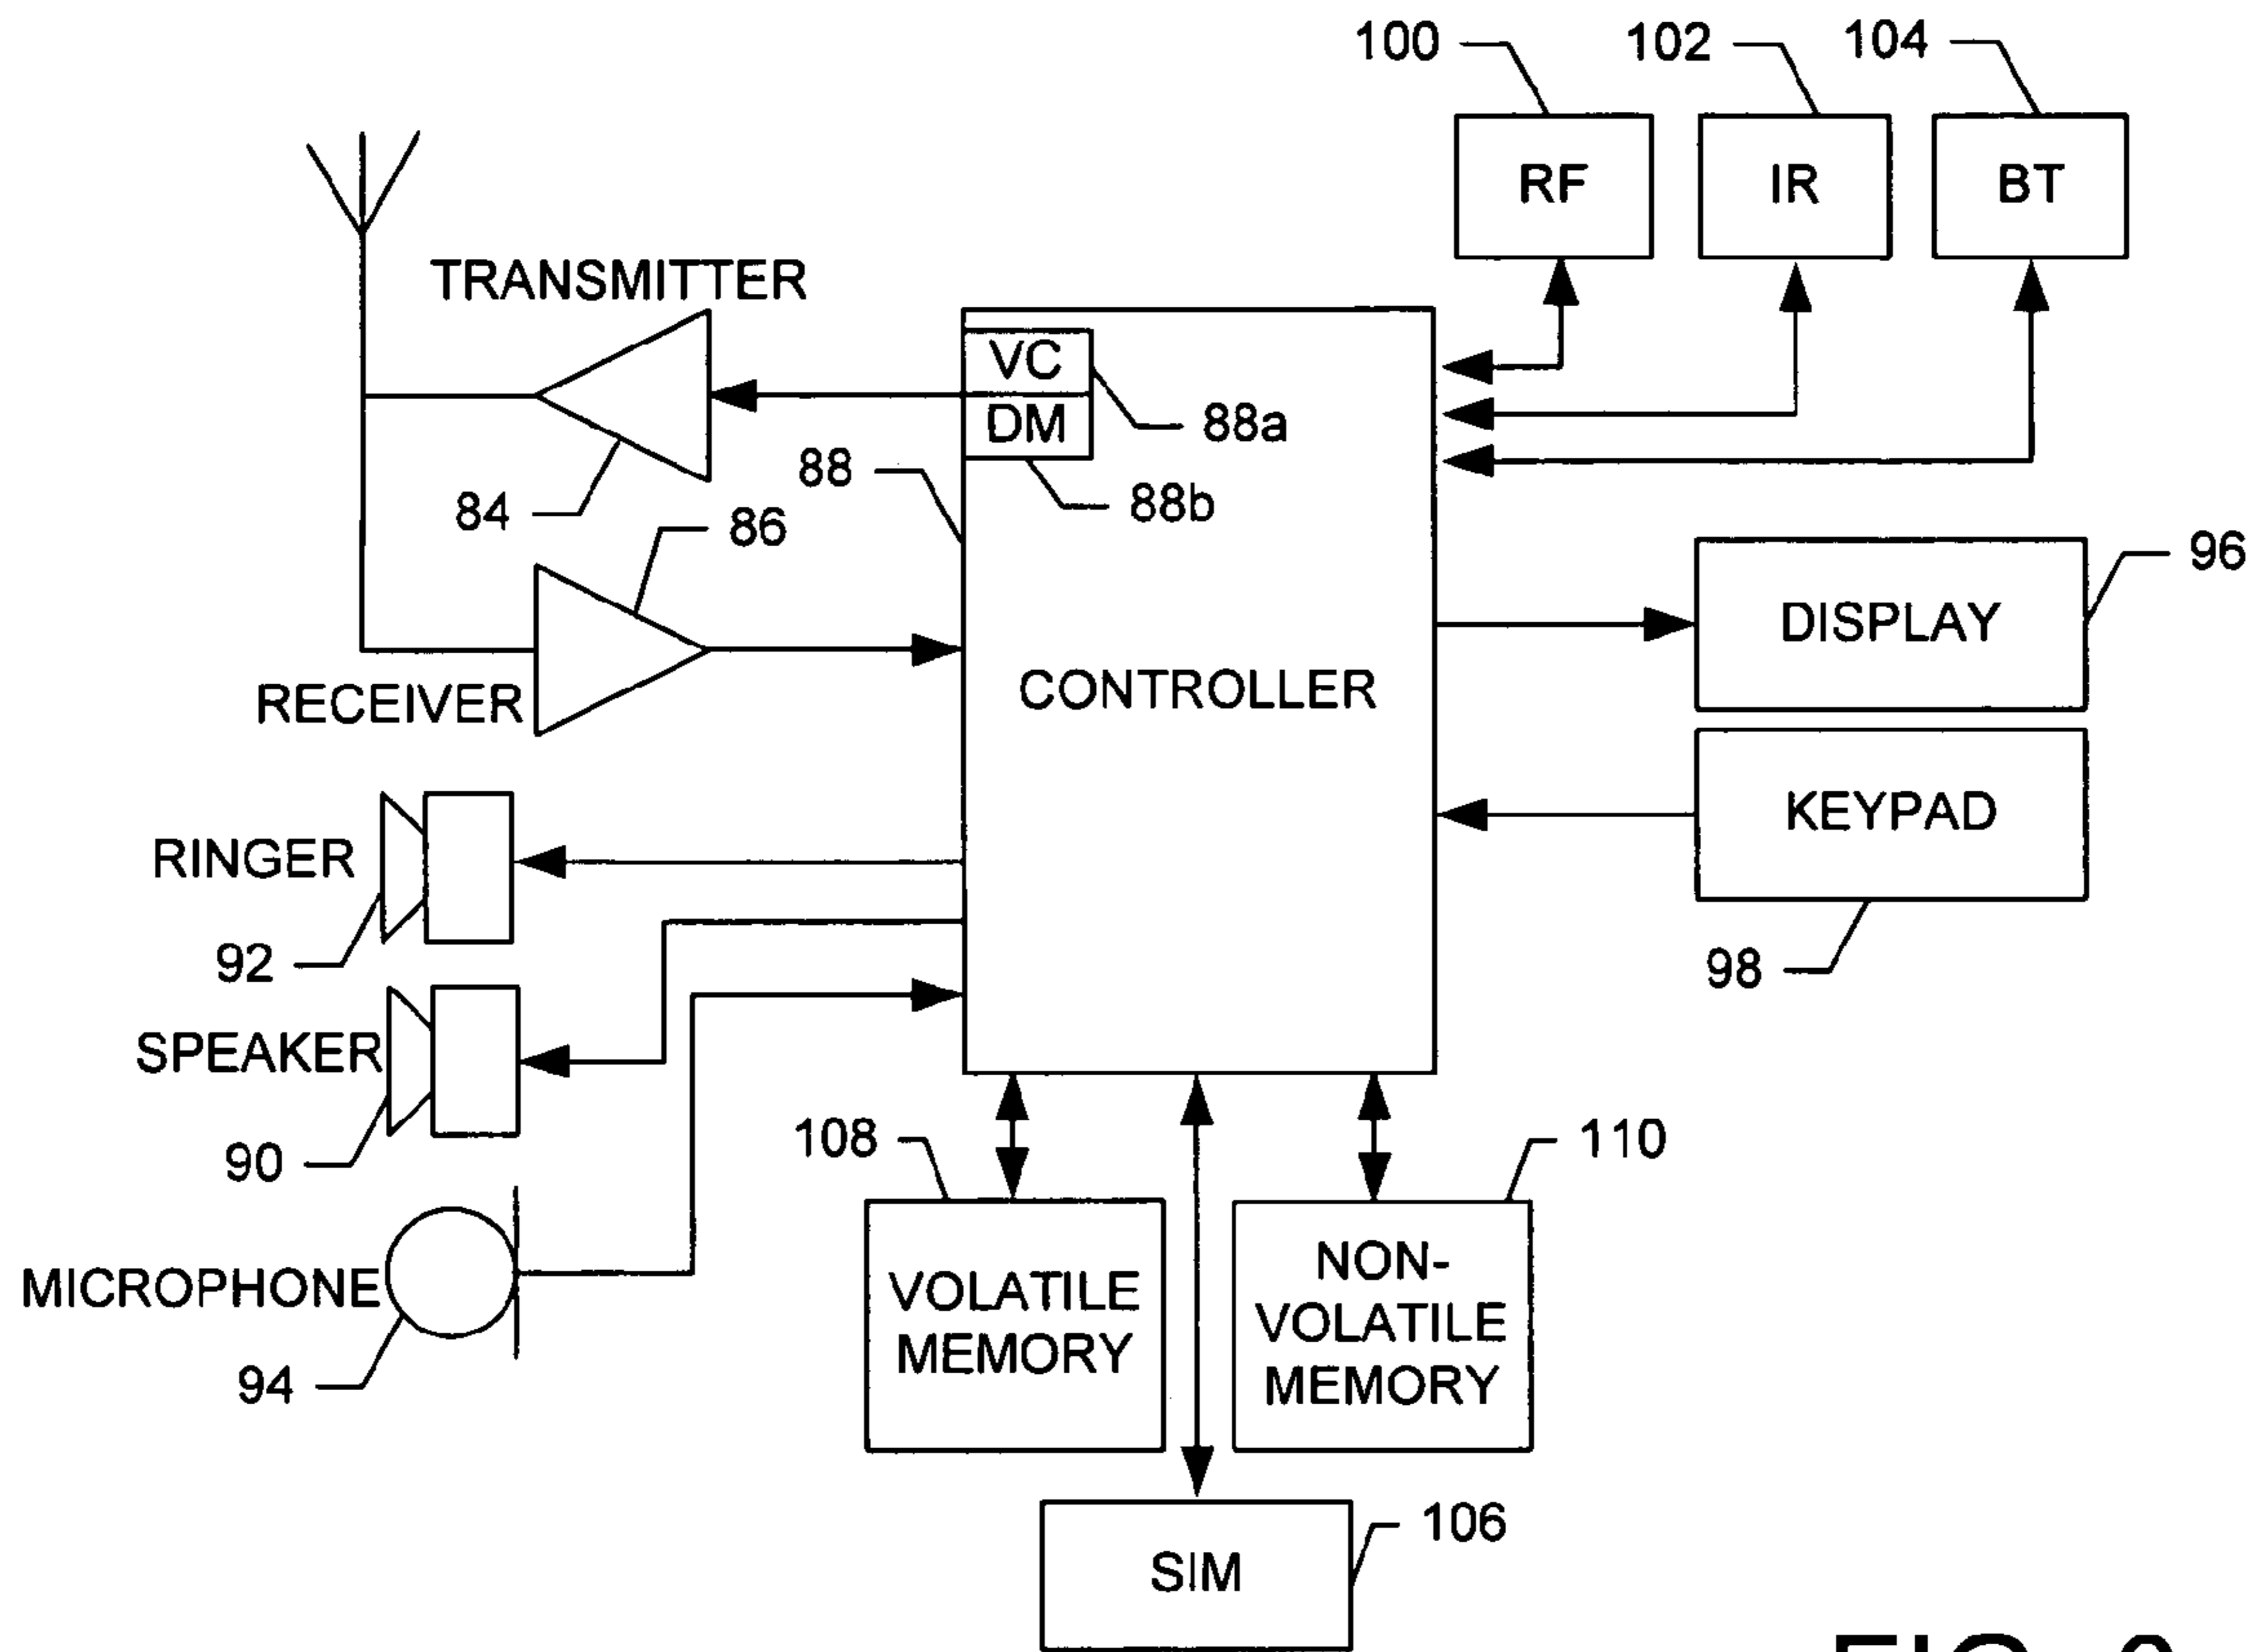 100
102
104
RF
IR
BT
TRANSMITTER
VC
DM
88a
88
88b
84
86
96
DISPLAY
RECEIVER
CONTROLLER
KEYPAD
RINGER
92
98
SPEAKER
90
108
110
MICROPHONE
94
VOLATILE
MEMORY
NON-
VOLATILE
MEMORY
106
SIM